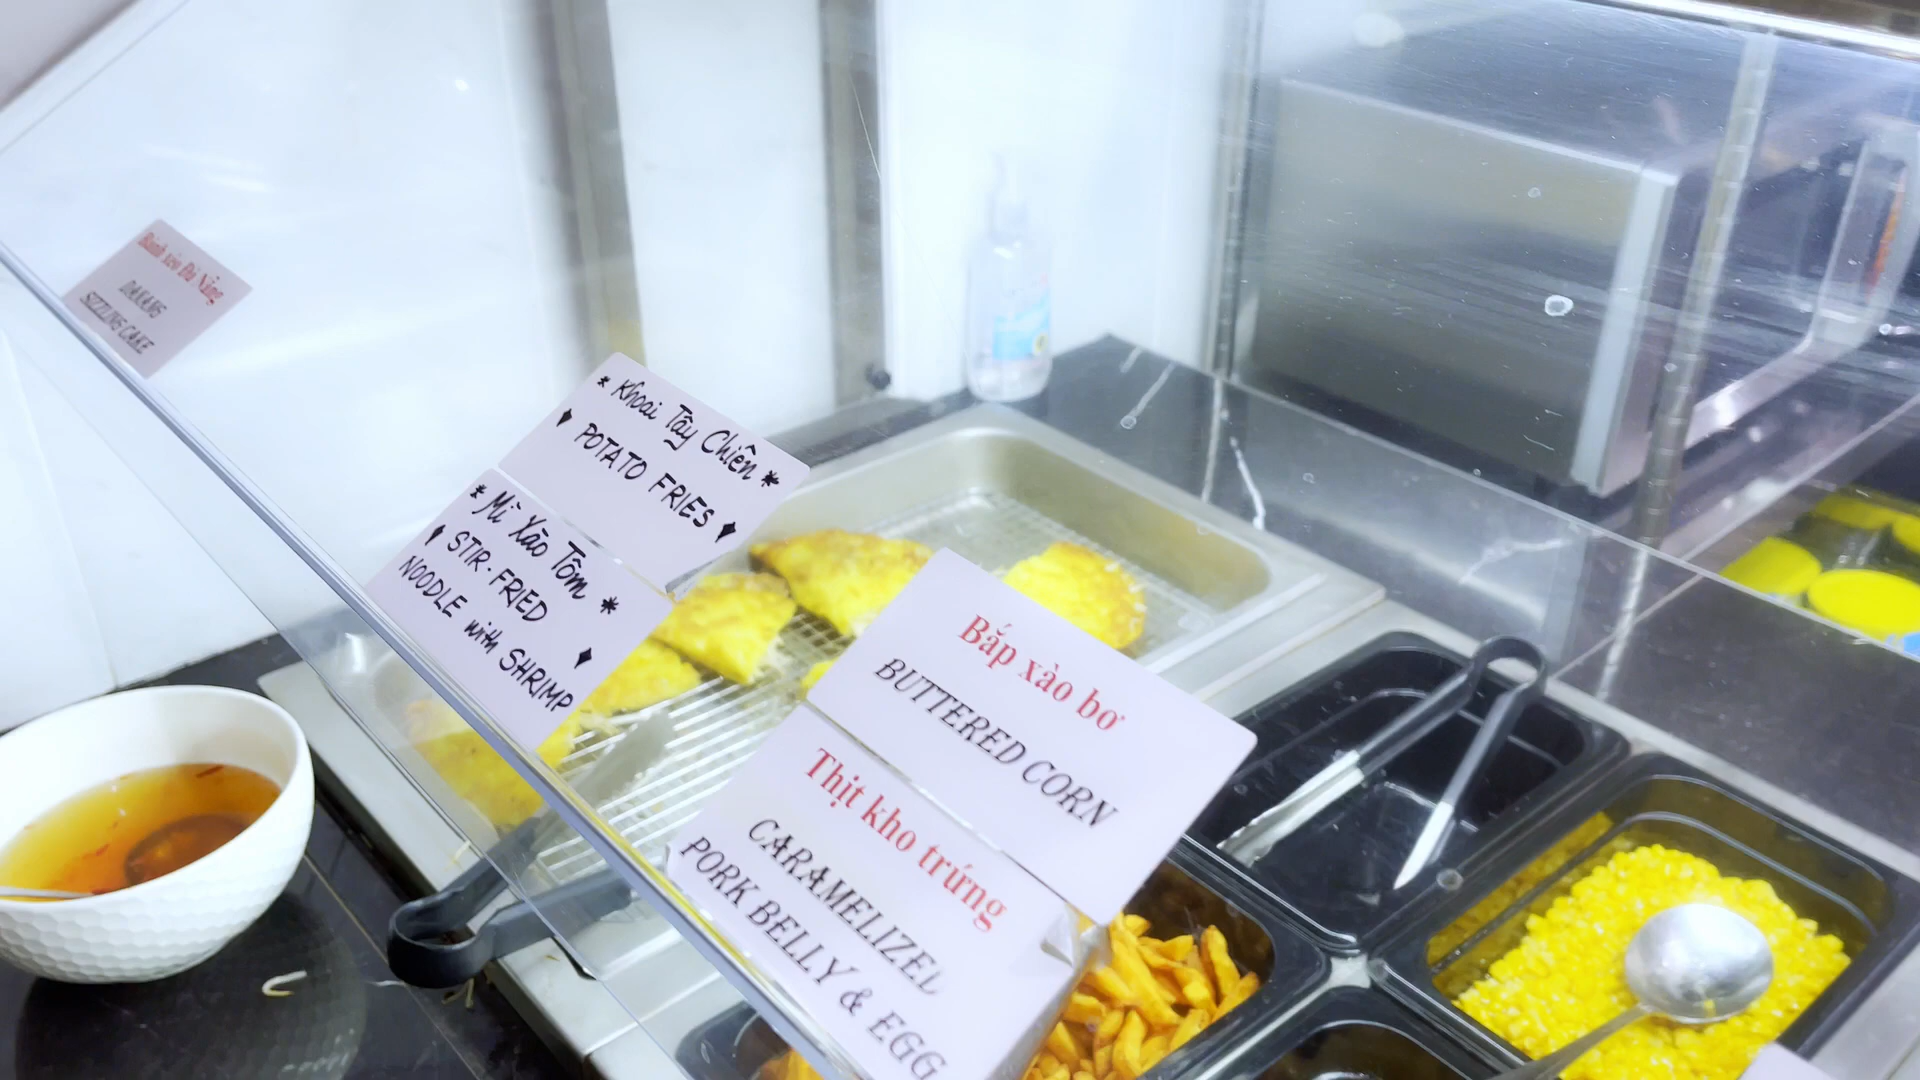 Bánh xèo Đà Nẵng
DANANG
SIZZLING CAKE
* Khoai Tây Chiên *
POTATO FRIES
* Mì Xào Tôm *
STIR-FRIED
NOODLE with SHRIMP
Bắp xào bơ
BUTTERED CORN
Thịt kho trứng
CARAMELIZED
PORK BELLY & EGG